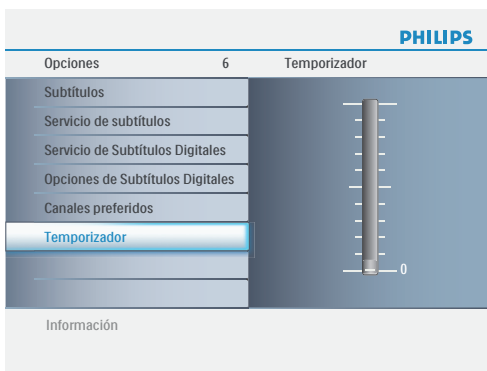 PHILIPS
Opciones 6 Temporizador
Subtítulos
Servicio de subtítulos
Servicio de Subtítulos Digitales
Opciones de Subtítulos Digitales
Canales preferidos
Temporizador
0
Información